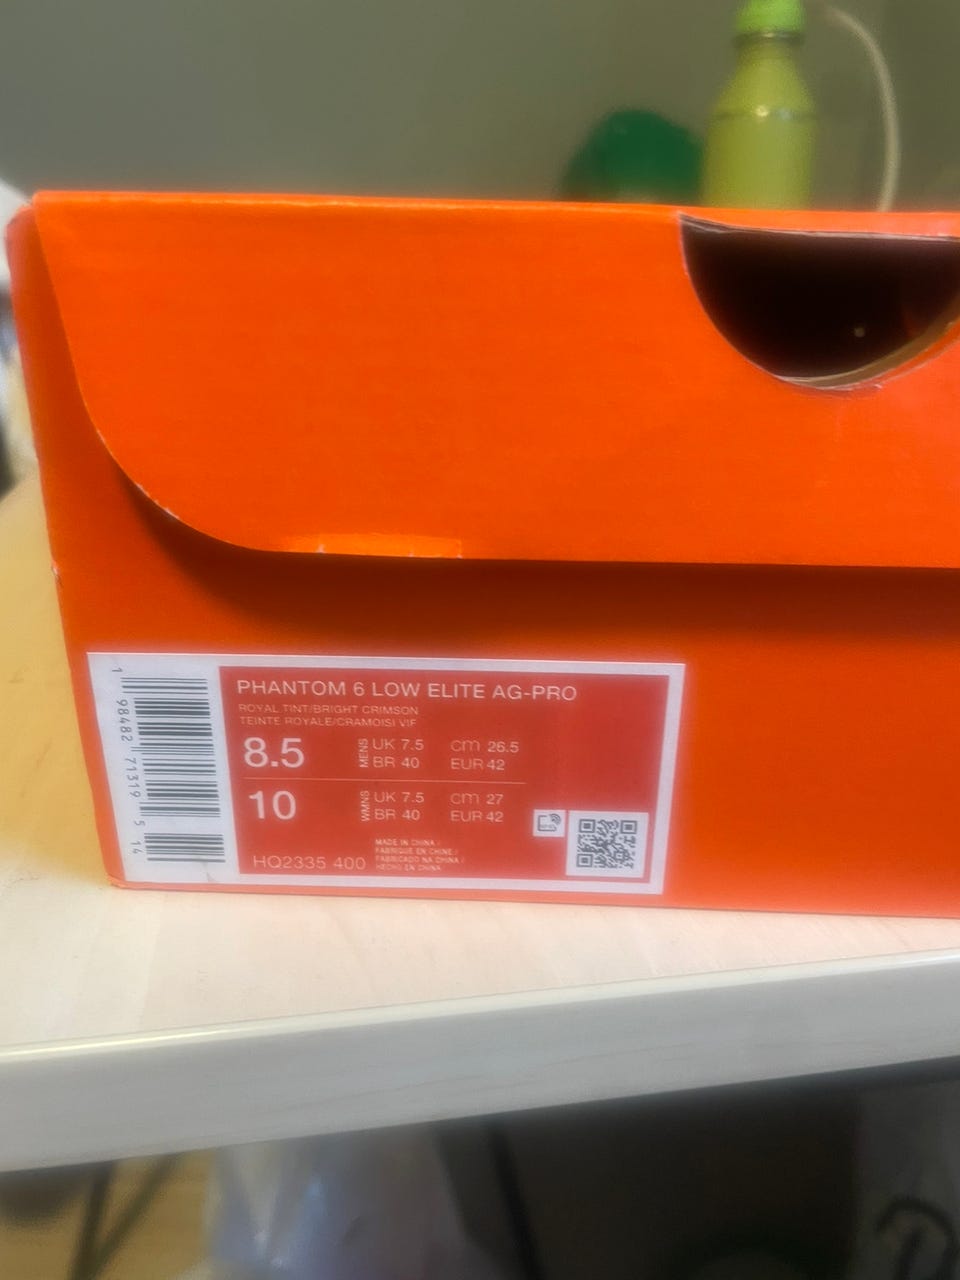 PHANTOM 6 LOW ELITE AG-PRO
ROYAL TINT/BRIGHT CRIMSON
TEINTE ROYALE/CRAMOISI VIF
8.5 MENS UK 7.5 cm 26.5
BR 40 EUR 42
10 WMNS UK 7.5 cm 27
BR 40 EUR 42
HQ2335 400
MADE IN CHINA /
FABRIQUE EN CHINE /
FABRICADO NA CHINA /
HECHO EN CHINA
1 98482 71319 5 14